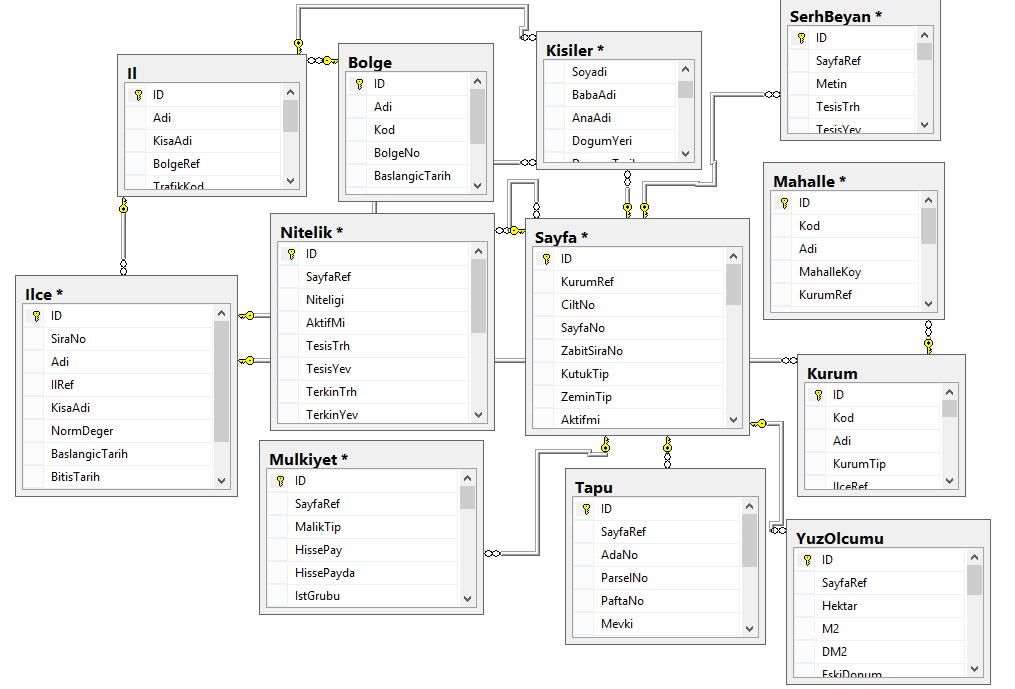 SerhBeyan *
ID
SayfaRef
Metin
TesisTrh
TesisYev
Kisiler *
Soyadi
BabaAdi
AnaAdi
DogumYeri
Bolge
ID
Adi
Kod
BolgeNo
BaslangicTarih
Il
ID
Adi
KisaAdi
BolgeRef
TrafikKod
Mahalle *
ID
Kod
Adi
MahalleKoy
KurumRef
Nitelik *
ID
SayfaRef
Niteligi
AktifMi
TesisTrh
TesisYev
TerkinTrh
TerkinYev
Sayfa *
ID
KurumRef
CiltNo
SayfaNo
ZabitSiraNo
KutukTip
ZeminTip
Aktifmi
Ilce *
ID
SiraNo
Adi
IlRef
KisaAdi
NormDeger
BaslangicTarih
BitisTarih
Kurum
ID
Kod
Adi
KurumTip
IlceRef
Mulkiyet *
ID
SayfaRef
MalikTip
HissePay
HissePayda
IstGrubu
Tapu
ID
SayfaRef
AdaNo
ParselNo
PaftaNo
Mevki
YuzOlcumu
ID
SayfaRef
Hektar
M2
DM2
EskiDonum